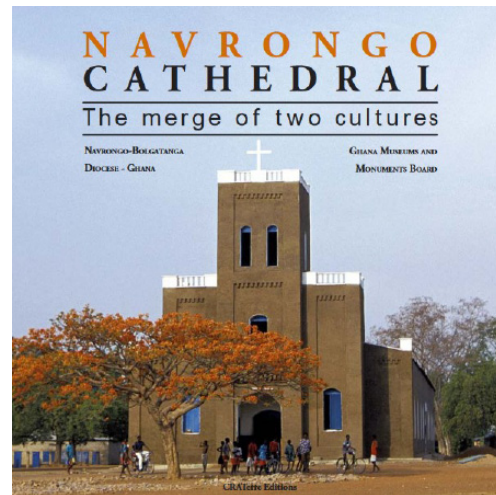 NAVRONGO
CATHEDRAL
The merge of two cultures
NAVRONGO-BOLGATANGA
DIOCESE - GHANA
GHANA MUSEUMS AND
MONUMENTS BOARD
CRATerre Editions